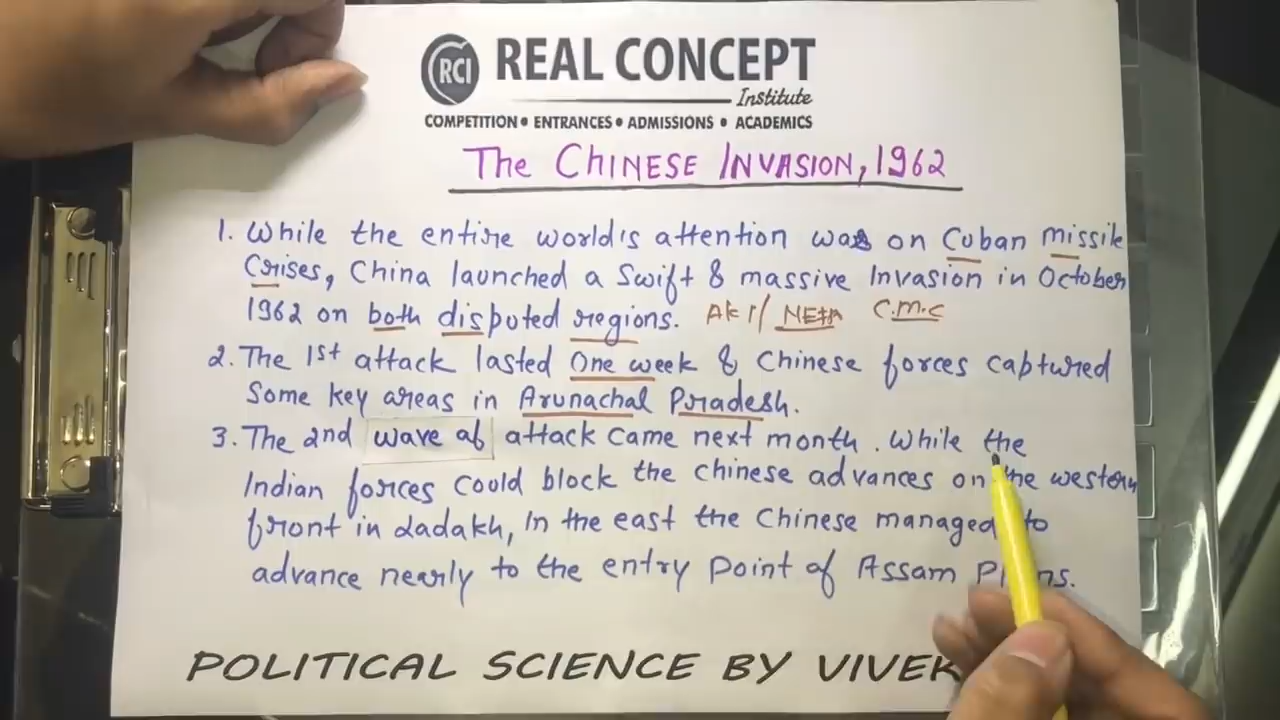 RCI REAL CONCEPT
Institute
COMPETITION • ENTRANCES • ADMISSIONS • ACADEMICS
The CHINESE INVASION, 1962
1. While the entire world's attention was on Cuban missile
Crises, China launched a Swift & massive Invasion in October
1962 on both disputed regions. NEFA C.M.C
2. The 1st attack lasted One week & Chinese forces captured
Some key areas in Arunachal Pradesh.
3. The 2nd wave of attack came next month. While the
Indian forces could block the Chinese advances on the western
front in Ladakh, In the east the Chinese managed to
advance nearly to the entry Point of Assam
POLITICAL SCIENCE BY